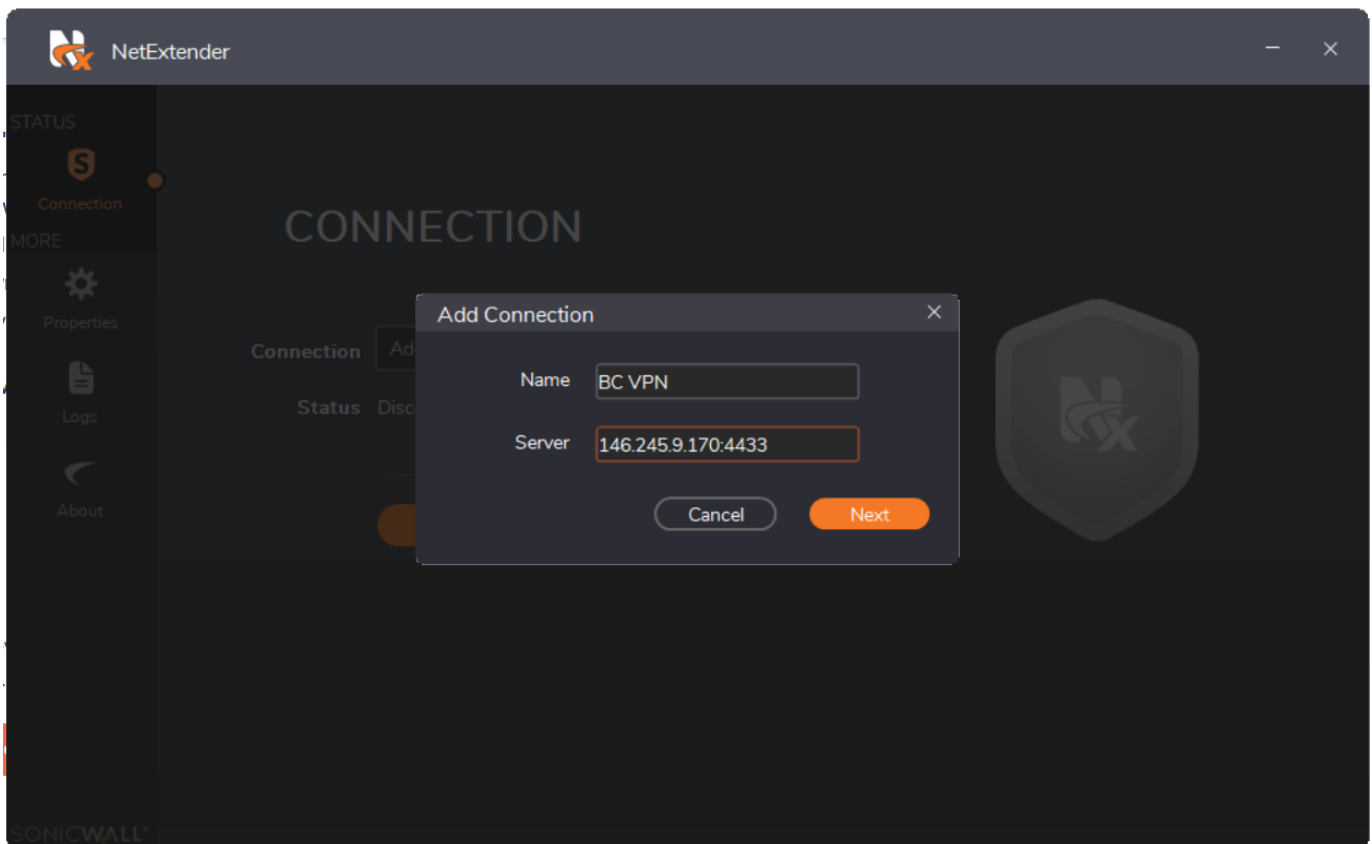 NetExtender
STATUS
Connection
MORE
Properties
Logs
About
CONNECTION
Connection
Status
Add Connection
Name BC VPN
Server 146.245.9.170:4433
Cancel Next
SONICWALL